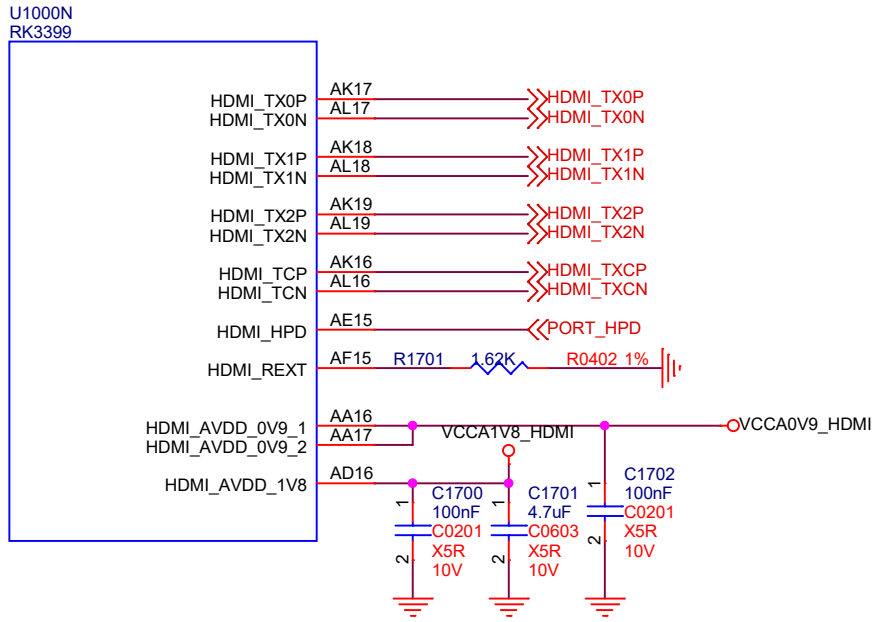 U1000N
RK3399
HDMI_TX0P AK17 HDMI_TX0P
HDMI_TX0N AL17 HDMI_TX0N
HDMI_TX1P AK18 HDMI_TX1P
HDMI_TX1N AL18 HDMI_TX1N
HDMI_TX2P AK19 HDMI_TX2P
HDMI_TX2N AL19 HDMI_TX2N
HDMI_TCP AK16 HDMI_TXCP
HDMI_TCN AL16 HDMI_TXCN
HDMI_HPD AE15 PORT_HPD
HDMI_REXT AF15 R1701 1.62K R0402 1%
HDMI_AVDD_0V9_1 AA16 VCCA0V9_HDMI
HDMI_AVDD_0V9_2 AA17 VCCA1V8_HDMI
HDMI_AVDD_1V8 AD16
1 C1700
100nF
C0201
2 X5R
10V
1 C1701
4.7uF
C0603
2 X5R
10V
1 C1702
100nF
C0201
2 X5R
10V